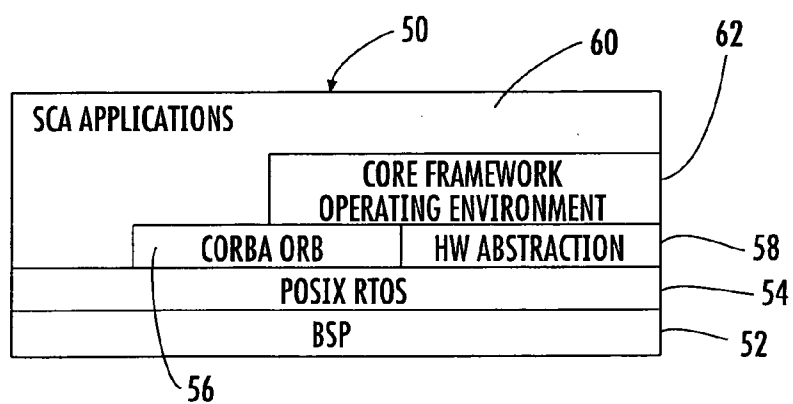 50
60
62
SCA APPLICATIONS
CORE FRAMEWORK
OPERATING ENVIRONMENT
CORBA ORB
HW ABSTRACTION
58
POSIX RTOS
54
BSP
52
56